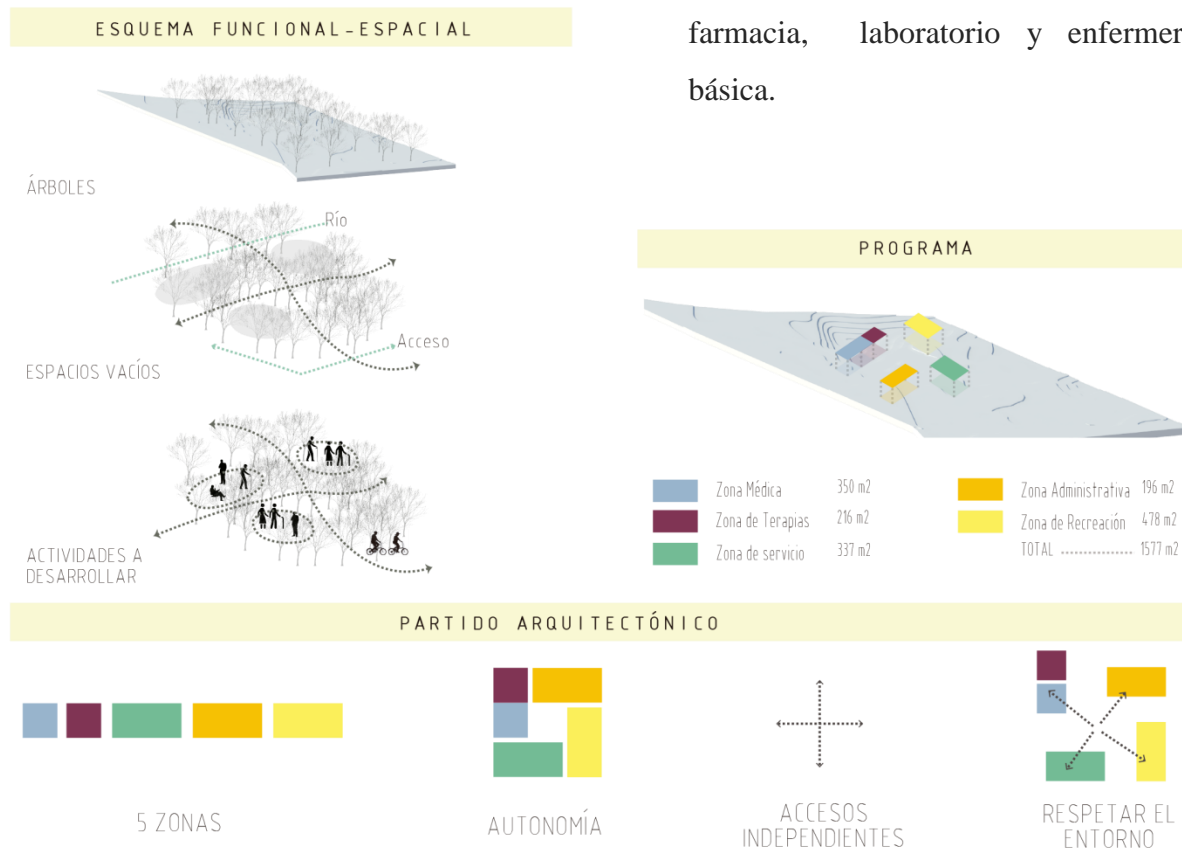 ESQUEMA FUNCIONAL-ESPACIAL
ÁRBOLES
Río
Acceso
ESPACIOS VACÍOS
ACTIVIDADES A
DESARROLLAR
farmacia, laboratorio y enfermer
básica.
PROGRAMA
Zona Médica 350 m2
Zona de Terapias 216 m2
Zona de servicio 337 m2
Zona Administrativa 196 m2
Zona de Recreación 478 m2
TOTAL ................. 1577 m2
PARTIDO ARQUITECTÓNICO
5 ZONAS
AUTONOMÍA
ACCESOS
INDEPENDIENTES
RESPETAR EL
ENTORNO